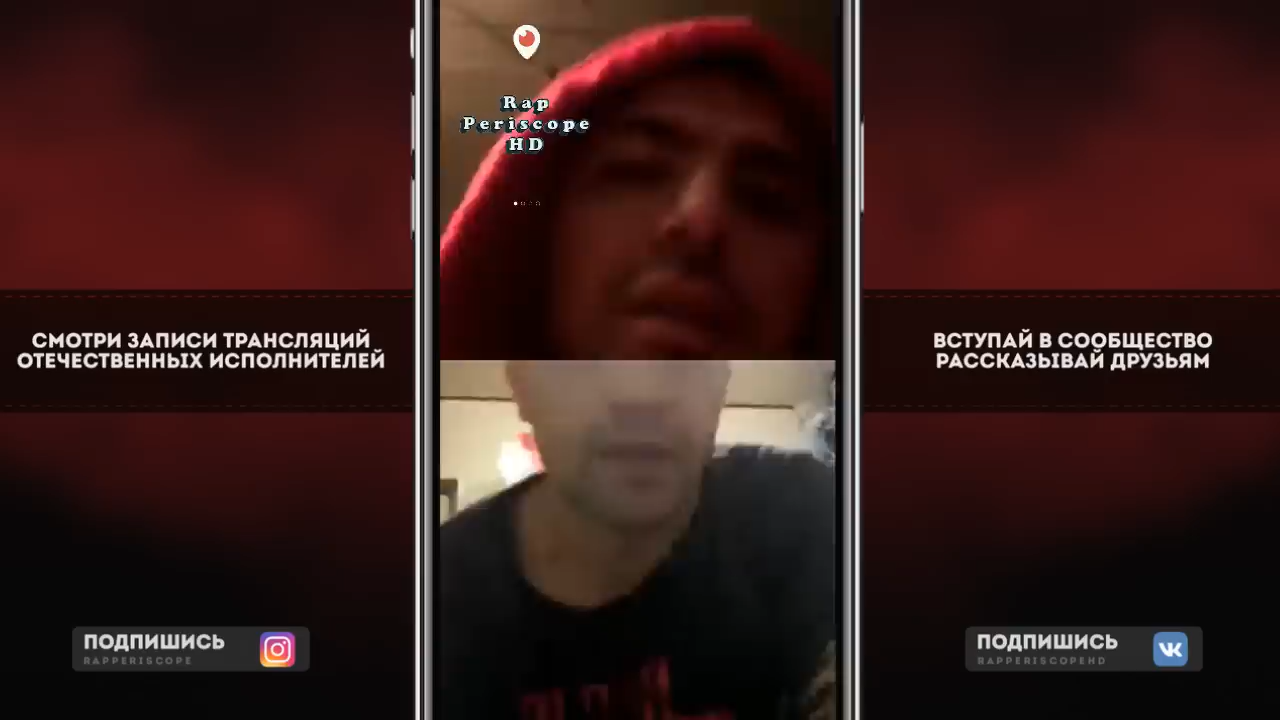 Rap
Periscope
HD
СМОТРИ ЗАПИСИ ТРАНСЛЯЦИЙ
ОТЕЧЕСТВЕННЫХ ИСПОЛНИТЕЛЕЙ
ВСТУПАЙ В СООБЩЕСТВО
РАССКАЗЫВАЙ ДРУЗЬЯМ
ПОДПИШИСЬ
RAPPERISCOPE
ПОДПИШИСЬ
RAPPERISCOPEHD